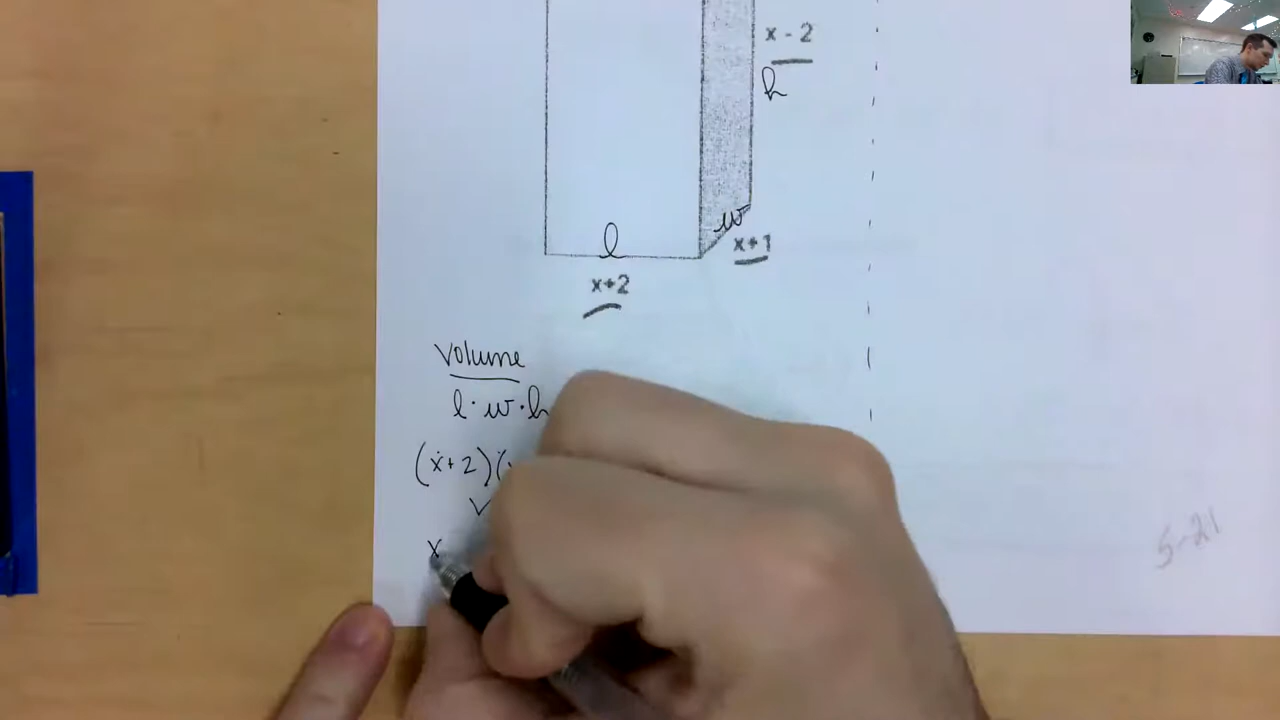 x - 2
h
w
l
x+1
x+2
Volume
l · w · h
(x+2)(
x
5-21